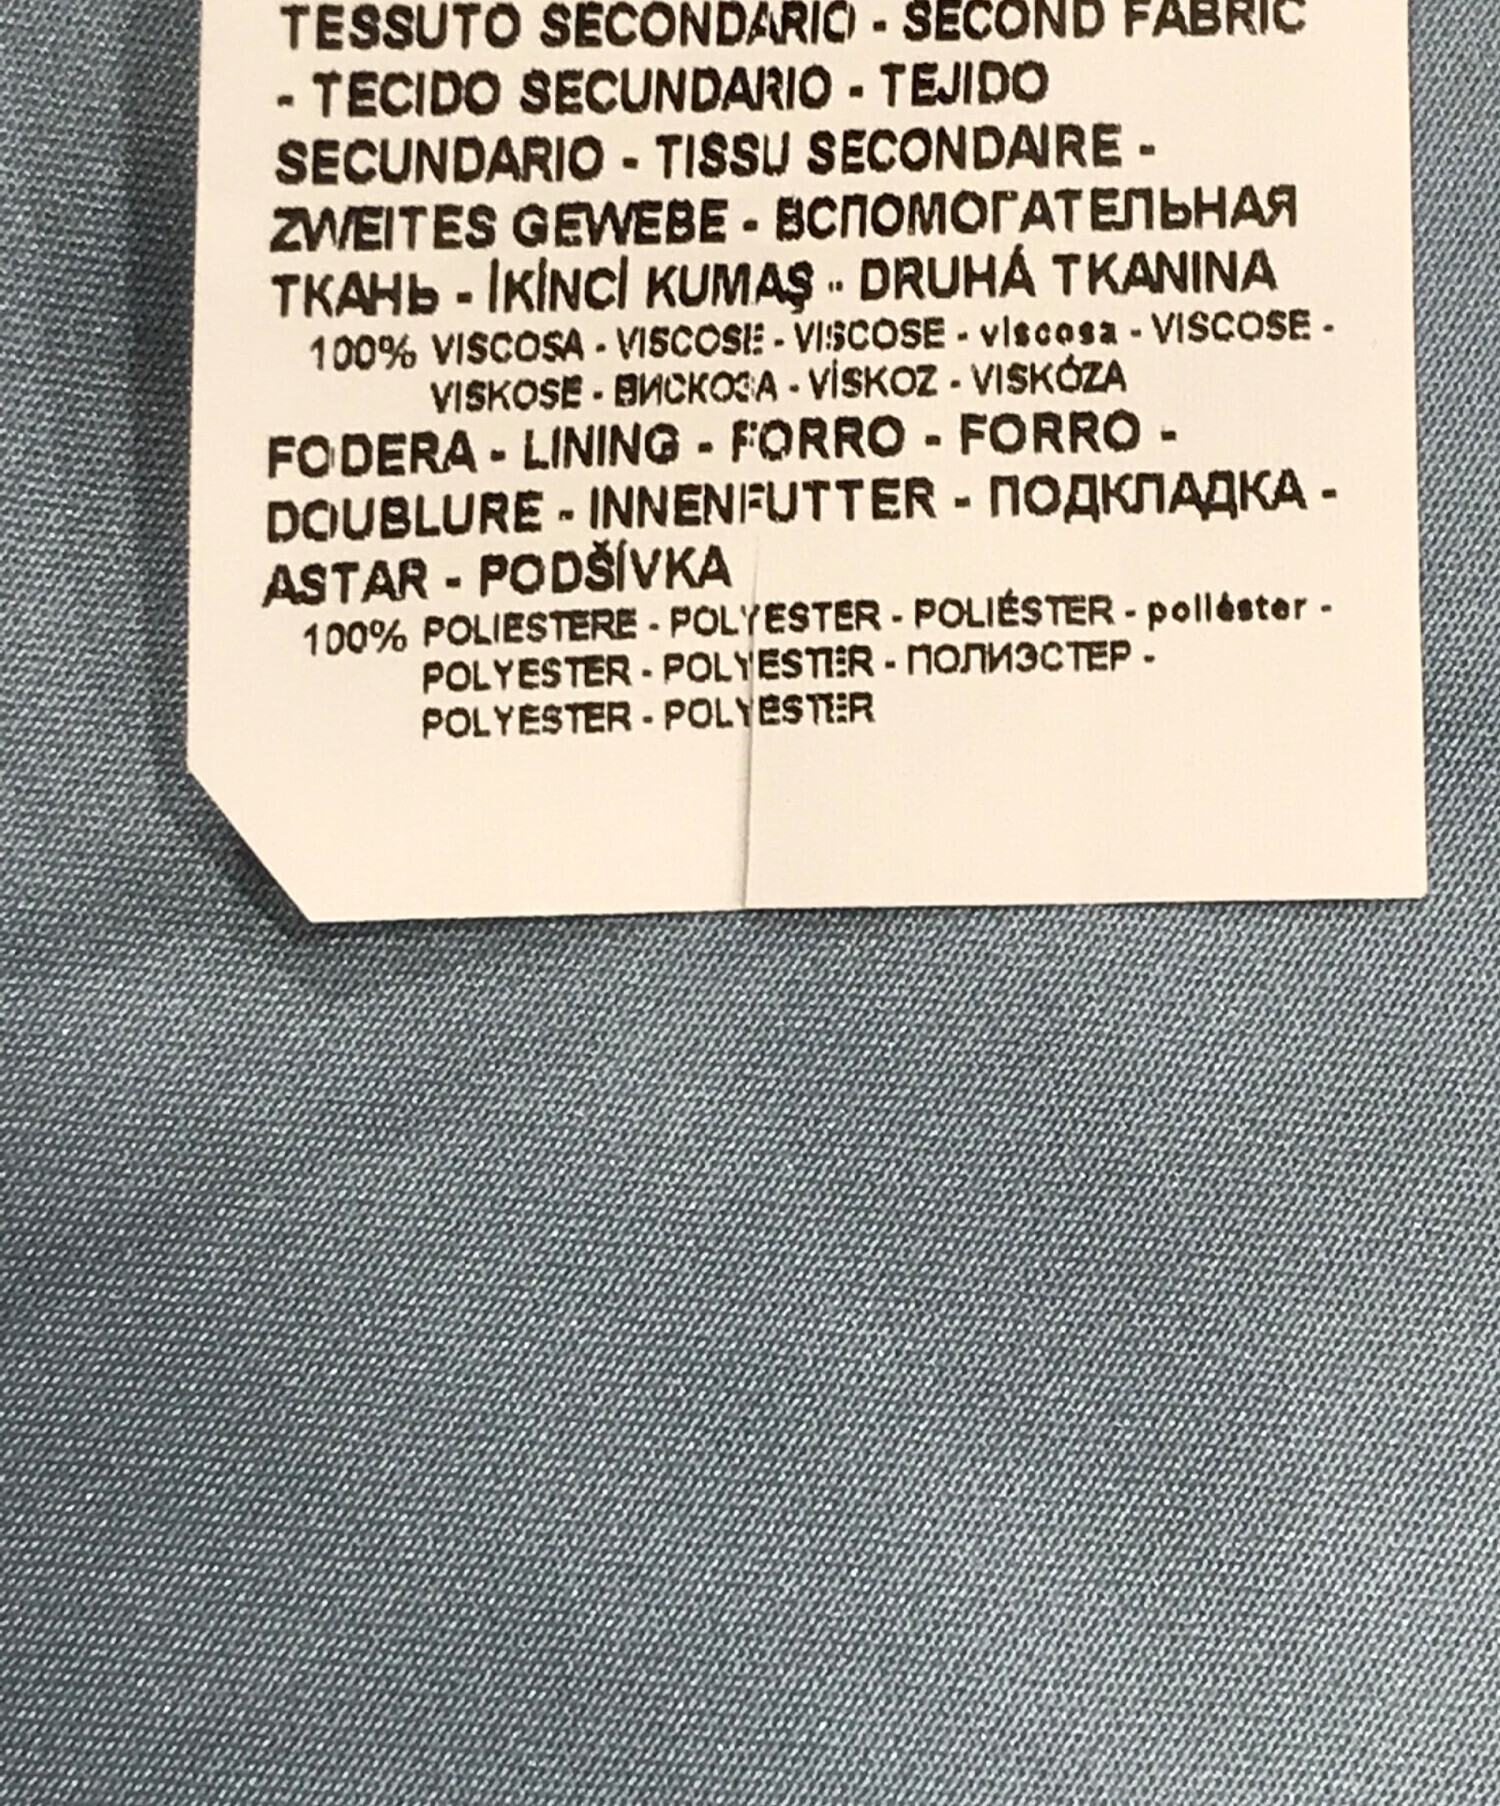 TESSUTO SECONDARIO - SECOND FABRIC
- TECIDO SECUNDARIO - TEJIDO
SECUNDARIO - TISSU SECONDAIRE -
ZWEITES GEWEBE - ВСПОМОГАТЕЛЬНАЯ
ТКАНЬ - İKİNCİ KUMAŞ - DRUHÁ TKANINA
100% VISCOSA - VISCOSE - VISCOSE - viscosa - VISCOSE -
VISKOSE - ВИСКОЗА - VİSKOZ - VISKÓZA
FODERA - LINING - FORRO - FORRO -
DOUBLURE - INNENFUTTER - ПОДКЛАДКА -
ASTAR - PODŠÍVKA
100% POLIESTERE - POLYESTER - POLIÉSTER - poliéster -
POLYESTER - POLYESTER - ПОЛИЭСТЕР -
POLYESTER - POLYESTER